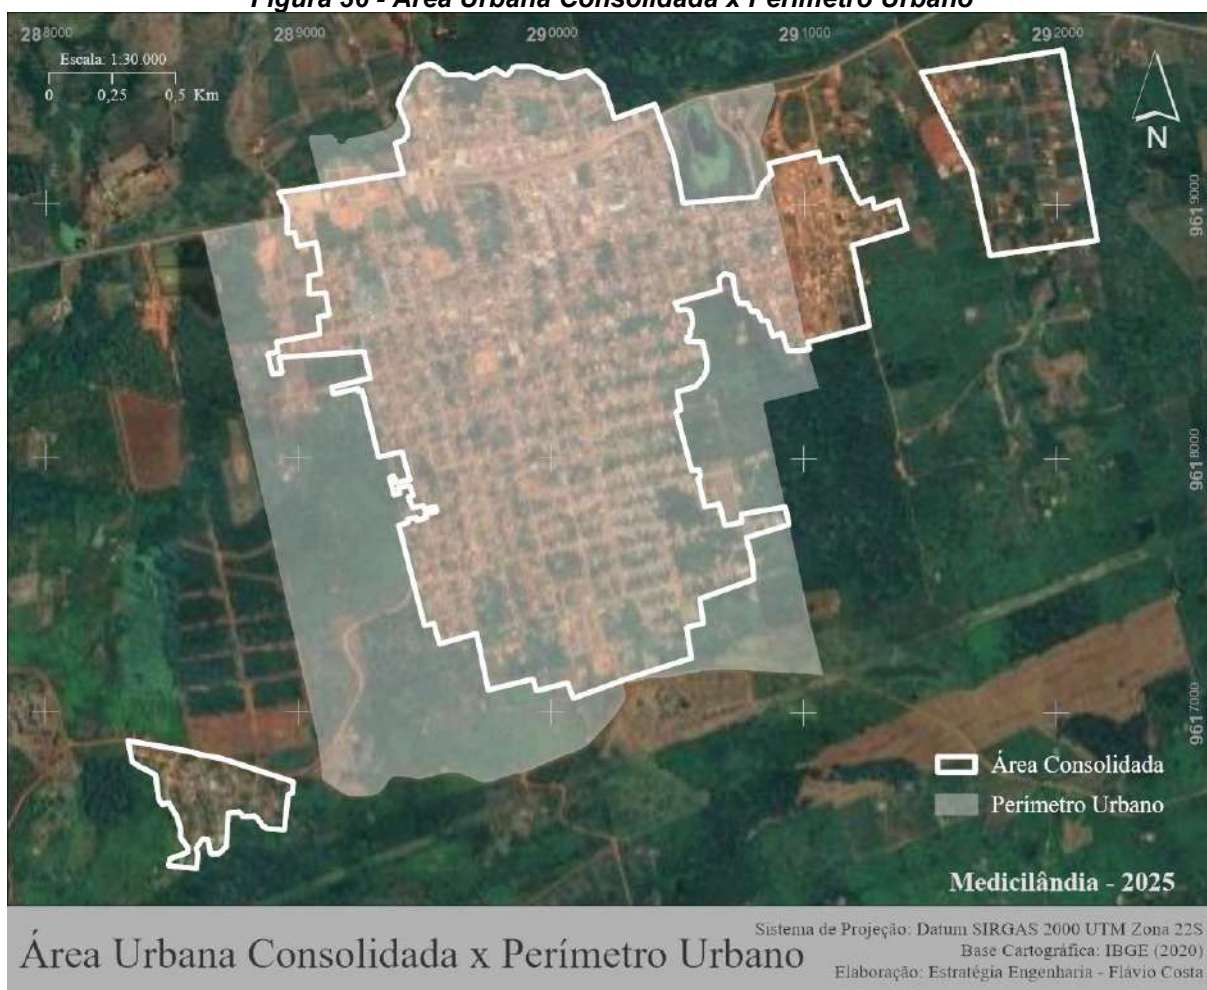 Figura 30 - Área Urbana Consolidada x Perímetro Urbano
288000 289000 290000 291000 292000
Escala: 1:30.000
0 0,25 0,5 Km
N
9619000
9618000
9617000
Área Consolidada
Perímetro Urbano
Medicilândia - 2025
Área Urbana Consolidada x Perímetro Urbano
Sistema de Projeção: Datum SIRGAS 2000 UTM Zona 22S
Base Cartográfica: IBGE (2020)
Elaboração: Estratégia Engenharia - Flávio Costa